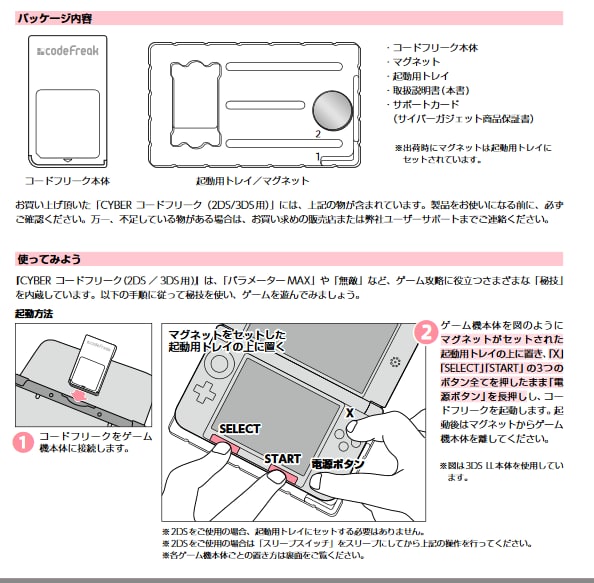 パッケージ内容
codeFreak
2
1
コードフリーク本体
起動用トレイ／マグネット
・コードフリーク本体
・マグネット
・起動用トレイ
・取扱説明書（本書）
・サポートカード
（サイバーガジェット商品保証書）
※出荷時にマグネットは起動用トレイに
セットされています。
お買い上げ頂いた「CYBER コードフリーク（2DS/3DS用）」には、上記の物が含まれています。製品をお使いになる前に、必ず
ご確認ください。万一、不足している物がある場合は、お買い求めの販売店または弊社ユーザーサポートまでご連絡ください。
使ってみよう
『CYBER コードフリーク（2DS ／ 3DS用）』は、「パラメーターMAX」や「無敵」など、ゲーム攻略に役立つさまざまな「秘技」
を内蔵しています。以下の手順に従って秘技を使い、ゲームを遊んでみましょう。
起動方法
codeFreak
1 コードフリークをゲーム
機本体に接続します。
マグネットをセットした
起動用トレイの上に置く
X
SELECT
START
電源ボタン
2 ゲーム機本体を図のように
マグネットがセットされた
起動用トレイの上に置き、「X」
「SELECT」「START」の3つの
ボタン全てを押したまま「電
源ボタン」を長押しし、コー
ドフリークを起動します。起
動後はマグネットからゲーム
機本体を離してください。
※図は3DS LL本体を使用してい
ます。
※2DSをご使用の場合、起動用トレイにセットする必要はありません。
※2DSをご使用の場合は「スリープスイッチ」をスリープにしてから上記の操作を行ってください。
※各ゲーム機本体ごとの置き方は裏面をご覧ください。